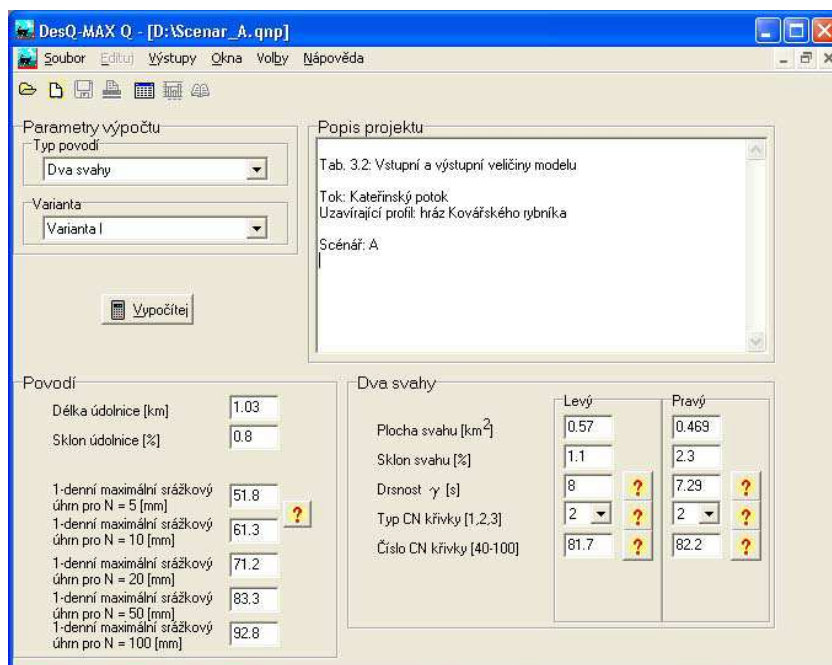 DesQ-MAX Q - [D:\Scenar_A.qnp]
Soubor Edituj Výstupy Okna Volby Nápověda
Parametry výpočtu
Typ povodí
Dva svahy
Varianta
Varianta I
Vypočítej
Popis projektu
Tab. 3.2: Vstupní a výstupní veličiny modelu
Tok: Kateřinský potok
Uzavírající profil: hráz Kovářského rybníka
Scénář: A
Povodí
Délka údolnice [km] 1.03
Sklon údolnice [%] 0.8
1-denní maximální srážkový
úhrn pro N = 5 [mm] 51.8
?
1-denní maximální srážkový
úhrn pro N = 10 [mm] 61.3
1-denní maximální srážkový
úhrn pro N = 20 [mm] 71.2
1-denní maximální srážkový
úhrn pro N = 50 [mm] 83.3
1-denní maximální srážkový
úhrn pro N = 100 [mm] 92.8
Dva svahy
Levý Pravý
Plocha svahu [km2] 0.57 0.469
Sklon svahu [%] 1.1 2.3
Drsnost γ [s] 8 ? 7.29 ?
Typ CN křivky [1,2,3] 2 ? 2 ?
Číslo CN křivky [40-100] 81.7 ? 82.2 ?